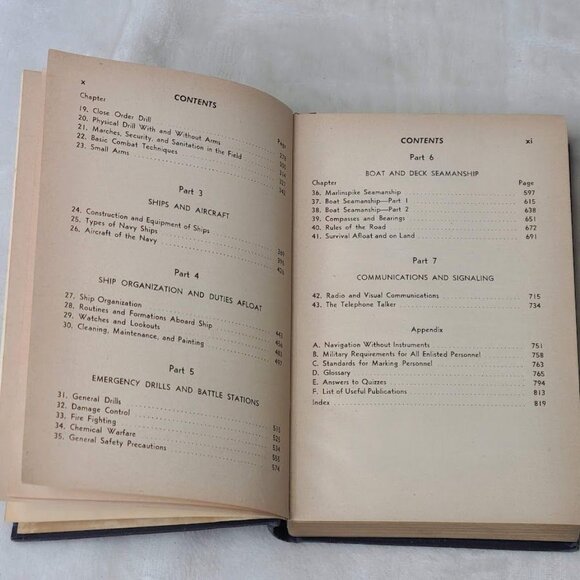 x
CONTENTS
Chapter Page
19. Close Order Drill
20. Physical Drill With and Without Arms
21. Marches, Security, and Sanitation in the Field
22. Basic Combat Techniques
23. Small Arms
Part 3
SHIPS AND AIRCRAFT
24. Construction and Equipment of Ships
25. Types of Navy Ships
26. Aircraft of the Navy
Part 4
SHIP ORGANIZATION AND DUTIES AFLOAT
27. Ship Organization
28. Routines and Formations Aboard Ship
29. Watches and Lookouts
30. Cleaning, Maintenance, and Painting
Part 5
EMERGENCY DRILLS AND BATTLE STATIONS
31. General Drills
32. Damage Control 525
33. Fire Fighting 534
34. Chemical Warfare 555
35. General Safety Precautions 574
CONTENTS xi
Part 6
BOAT AND DECK SEAMANSHIP
Chapter Page
36. Marlinspike Seamanship 597
37. Boat Seamanship—Part 1 615
38. Boat Seamanship—Part 2 638
39. Compasses and Bearings 651
40. Rules of the Road 672
41. Survival Afloat and on Land 691
Part 7
COMMUNICATIONS AND SIGNALING
42. Radio and Visual Communications 715
43. The Telephone Talker 734
Appendix
A. Navigation Without Instruments 751
B. Military Requirements for All Enlisted Personnel 758
C. Standards for Marking Personnel 763
D. Glossary 765
E. Answers to Quizzes 794
F. List of Useful Publications 813
Index 819